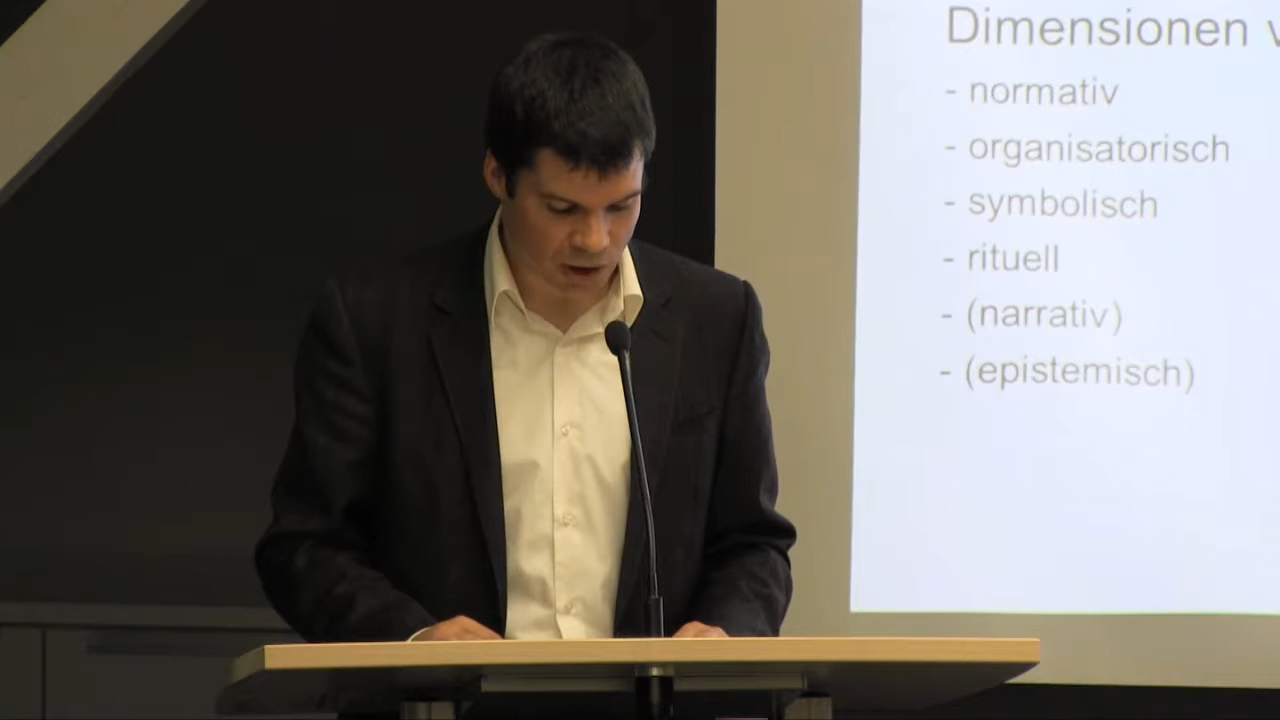 Dimensionen v
- normativ
- organisatorisch
- symbolisch
- rituell
- (narrativ)
- (epistemisch)